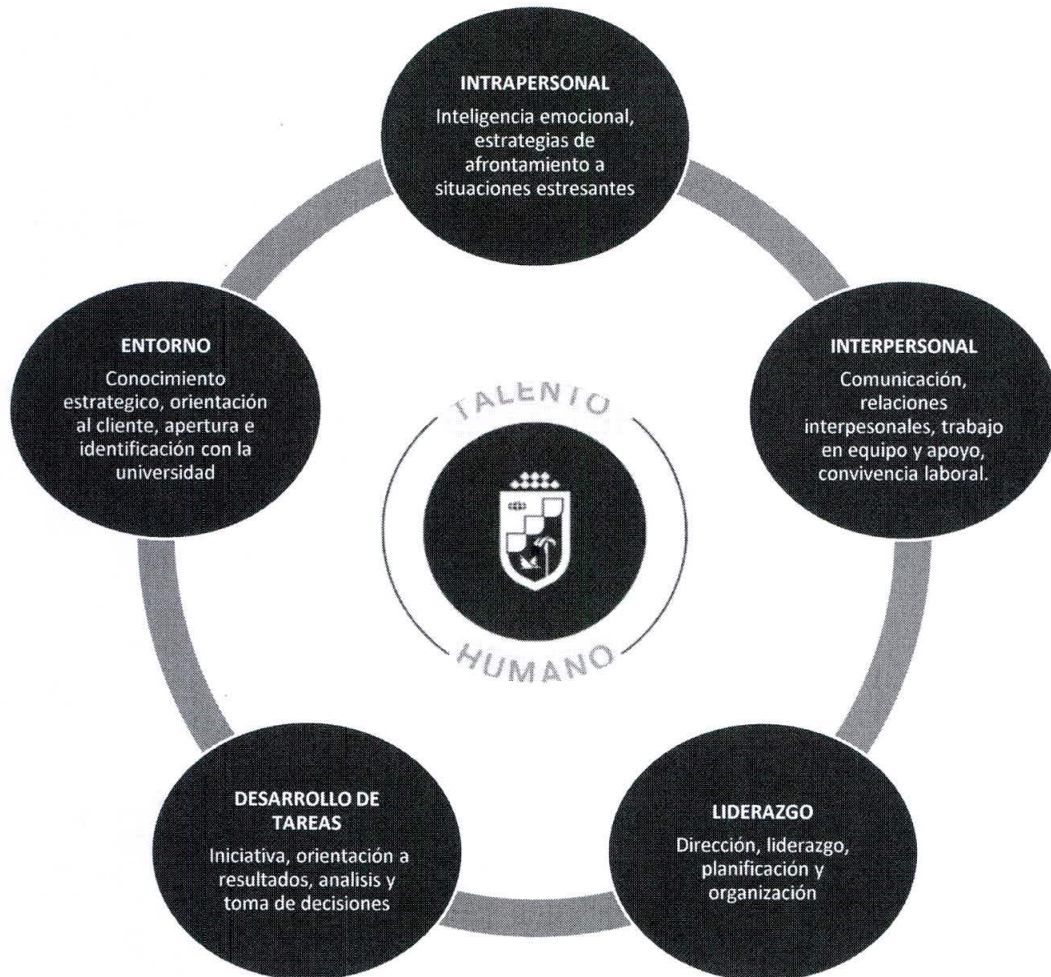 INTRAPERSONAL
Inteligencia emocional,
estrategias de
afrontamiento a
situaciones estresantes
INTERPERSONAL
Comunicación,
relaciones
interpesonales, trabajo
en equipo y apoyo,
convivencia laboral.
LIDERAZGO
Dirección, liderazgo,
planificación y
organización
DESARROLLO DE
TAREAS
Iniciativa, orientación a
resultados, analisis y
toma de decisiones
ENTORNO
Conocimiento
estrategico, orientación
al cliente, apertura e
identificación con la
universidad
TALENTO
HUMANO